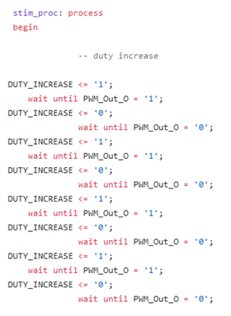 stim_proc: process
begin
-- duty increase
DUTY_INCREASE <= '1';
wait until PWM_Out_O = '1';
DUTY_INCREASE <= '0';
wait until PWM_Out_O = '0';
DUTY_INCREASE <= '1';
wait until PWM_Out_O = '1';
DUTY_INCREASE <= '0';
wait until PWM_Out_O = '0';
DUTY_INCREASE <= '1';
wait until PWM_Out_O = '1';
DUTY_INCREASE <= '0';
wait until PWM_Out_O = '0';
DUTY_INCREASE <= '1';
wait until PWM_Out_O = '1';
DUTY_INCREASE <= '0';
wait until PWM_Out_O = '0';